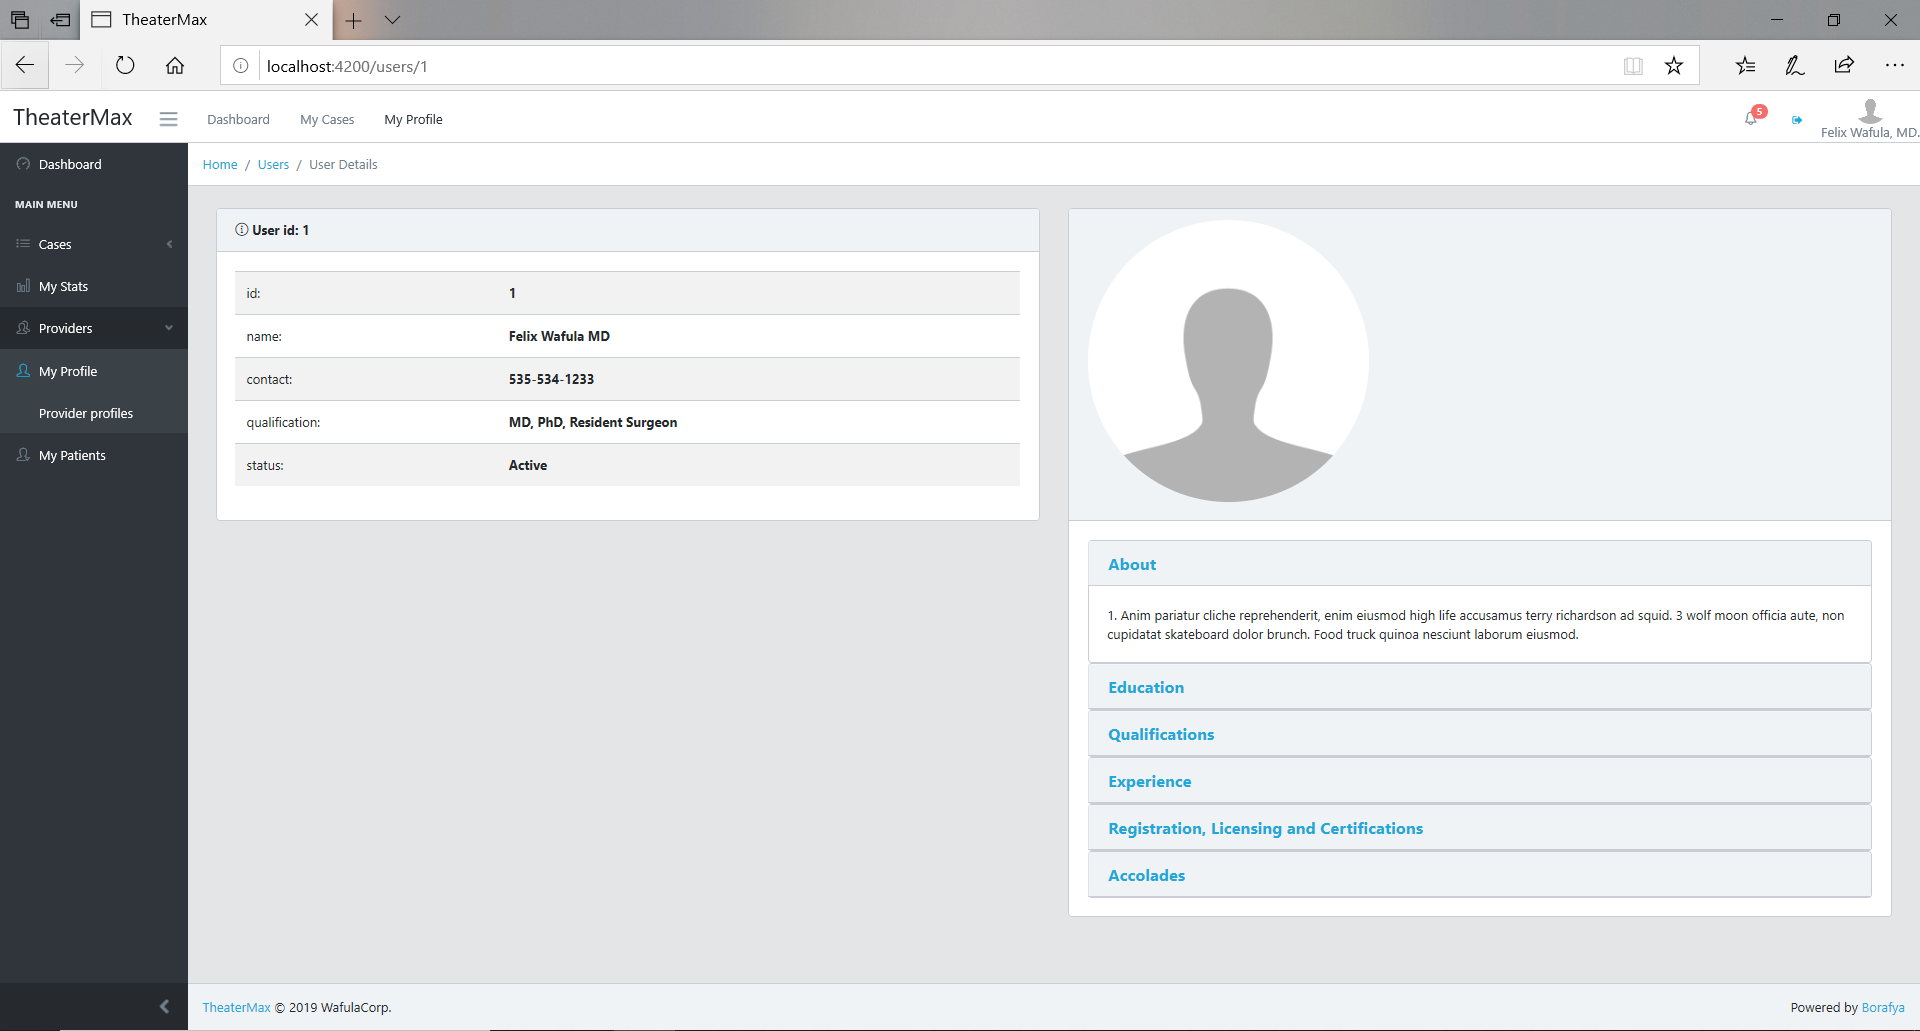 TheaterMax
localhost:4200/users/1
TheaterMax
Dashboard
My Cases
My Profile
5
Felix Wafula, MD.
Dashboard
MAIN MENU
Cases
My Stats
Providers
My Profile
Provider profiles
My Patients
Home / Users / User Details
User id: 1
id: 1
name: Felix Wafula MD
contact: 535-534-1233
qualification: MD, PhD, Resident Surgeon
status: Active
About
1. Anim pariatur cliche reprehenderit, enim eiusmod high life accusamus terry richardson ad squid. 3 wolf moon officia aute, non
cupidatat skateboard dolor brunch. Food truck quinoa nesciunt laborum eiusmod.
Education
Qualifications
Experience
Registration, Licensing and Certifications
Accolades
TheaterMax © 2019 WafulaCorp.
Powered by Borafya